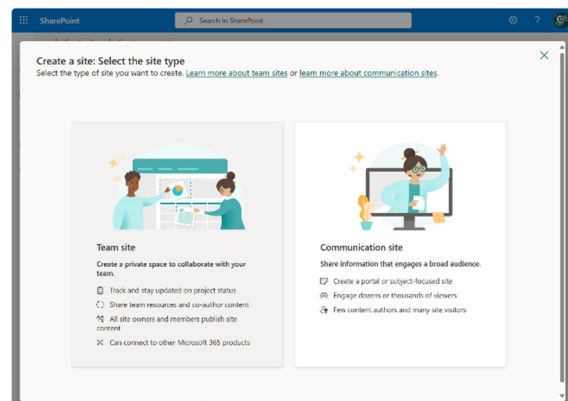 SharePoint
Search in SharePoint
?
Create a site: Select the site type
Select the type of site you want to create. Learn more about team sites or learn more about communication sites.
Team site
Create a private space to collaborate with your
team.
Track and stay updated on project status
Share team resources and co-author content
All site owners and members publish site
content
Can connect to other Microsoft 365 products
Communication site
Share information that engages a broad audience.
Create a portal or subject-focused site
Engage dozens or thousands of viewers
Few content authors and many site visitors